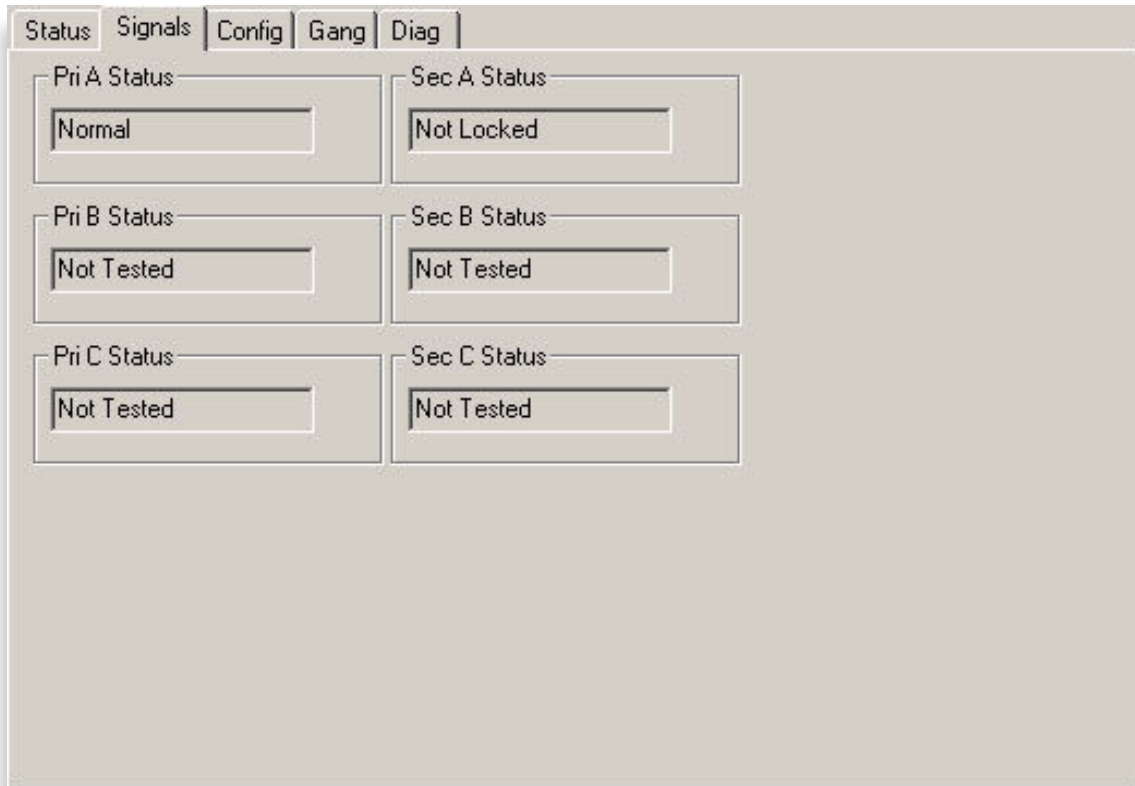 Status Signals Config Gang Diag
Pri A Status Sec A Status
Normal Not Locked
Pri B Status Sec B Status
Not Tested Not Tested
Pri C Status Sec C Status
Not Tested Not Tested